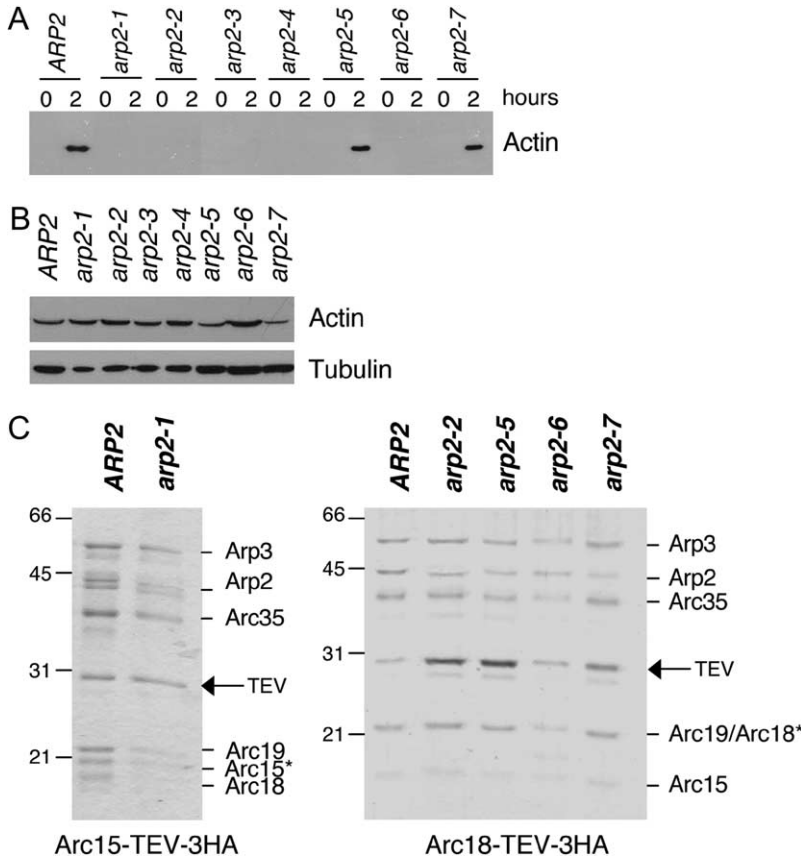 A
ARP2 arp2-1 arp2-2 arp2-3 arp2-4 arp2-5 arp2-6 arp2-7
0 2 0 2 0 2 0 2 0 2 0 2 0 2 0 2 hours
Actin
B
ARP2 arp2-1 arp2-2 arp2-3 arp2-4 arp2-5 arp2-6 arp2-7
Actin
Tubulin
C
ARP2 arp2-1
66
45
31
21
Arp3
Arp2
Arc35
TEV
Arc19
Arc15*
Arc18
Arc15-TEV-3HA
ARP2 arp2-2 arp2-5 arp2-6 arp2-7
66
45
31
21
Arp3
Arp2
Arc35
TEV
Arc19/Arc18*
Arc15
Arc18-TEV-3HA